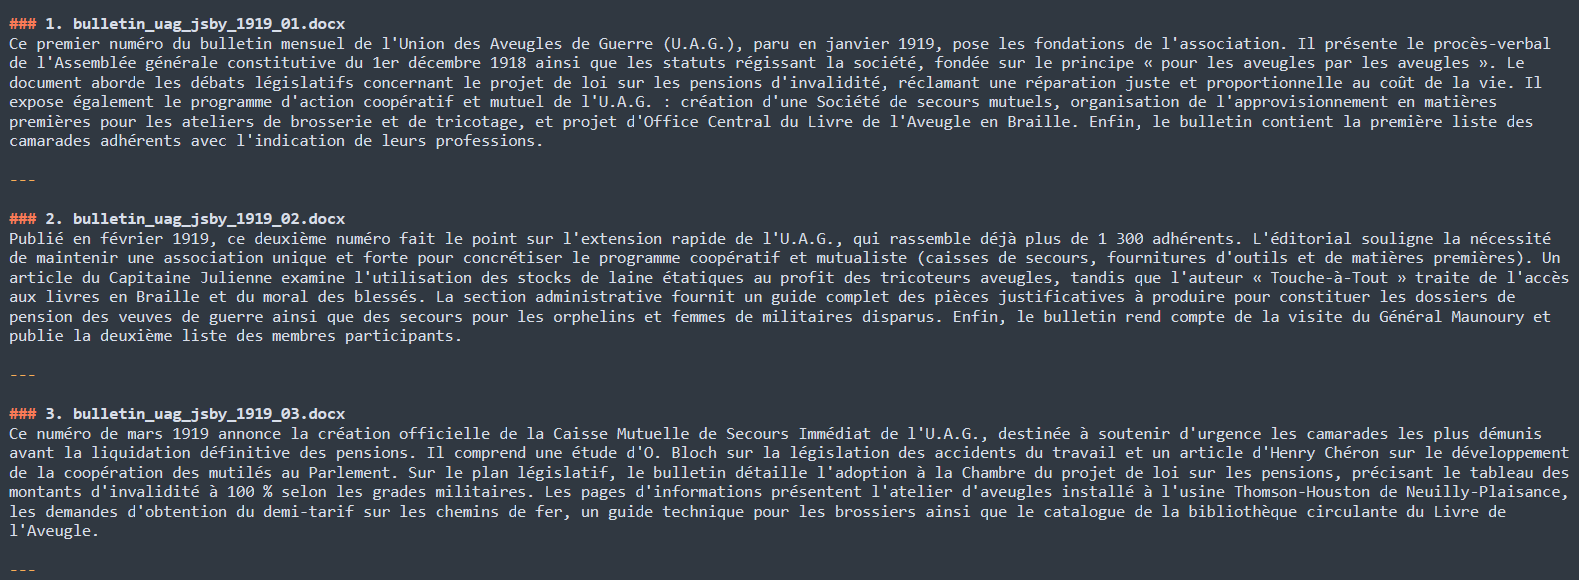 ### 1. bulletin_uag_jsby_1919_01.docx
Ce premier numéro du bulletin mensuel de l'Union des Aveugles de Guerre (U.A.G.), paru en janvier 1919, pose les fondations de l'association. Il présente le procès-verbal
de l'Assemblée générale constitutive du 1er décembre 1918 ainsi que les statuts régissant la société, fondée sur le principe « pour les aveugles par les aveugles ». Le
document aborde les débats législatifs concernant le projet de loi sur les pensions d'invalidité, réclamant une réparation juste et proportionnelle au coût de la vie. Il
expose également le programme d'action coopératif et mutuel de l'U.A.G. : création d'une Société de secours mutuels, organisation de l'approvisionnement en matières
premières pour les ateliers de brosserie et de tricotage, et projet d'Office Central du Livre de l'Aveugle en Braille. Enfin, le bulletin contient la première liste des
camarades adhérents avec l'indication de leurs professions.
---
### 2. bulletin_uag_jsby_1919_02.docx
Publié en février 1919, ce deuxième numéro fait le point sur l'extension rapide de l'U.A.G., qui rassemble déjà plus de 1 300 adhérents. L'éditorial souligne la nécessité
de maintenir une association unique et forte pour concrétiser le programme coopératif et mutualiste (caisses de secours, fournitures d'outils et de matières premières). Un
article du Capitaine Julienne examine l'utilisation des stocks de laine étatiques au profit des tricoteurs aveugles, tandis que l'auteur « Touche-à-Tout » traite de l'accès
aux livres en Braille et du moral des blessés. La section administrative fournit un guide complet des pièces justificatives à produire pour constituer les dossiers de
pension des veuves de guerre ainsi que des secours pour les orphelins et femmes de militaires disparus. Enfin, le bulletin rend compte de la visite du Général Maunoury et
publie la deuxième liste des membres participants.
---
### 3. bulletin_uag_jsby_1919_03.docx
Ce numéro de mars 1919 annonce la création officielle de la Caisse Mutuelle de Secours Immédiat de l'U.A.G., destinée à soutenir d'urgence les camarades les plus démunis
avant la liquidation définitive des pensions. Il comprend une étude d'O. Bloch sur la législation des accidents du travail et un article d'Henry Chéron sur le développement
de la coopération des mutilés au Parlement. Sur le plan législatif, le bulletin détaille l'adoption à la Chambre du projet de loi sur les pensions, précisant le tableau des
montants d'invalidité à 100 % selon les grades militaires. Les pages d'informations présentent l'atelier d'aveugles installé à l'usine Thomson-Houston de Neuilly-Plaisance,
les demandes d'obtention du demi-tarif sur les chemins de fer, un guide technique pour les brossiers ainsi que le catalogue de la bibliothèque circulante du Livre de
l'Aveugle.
---